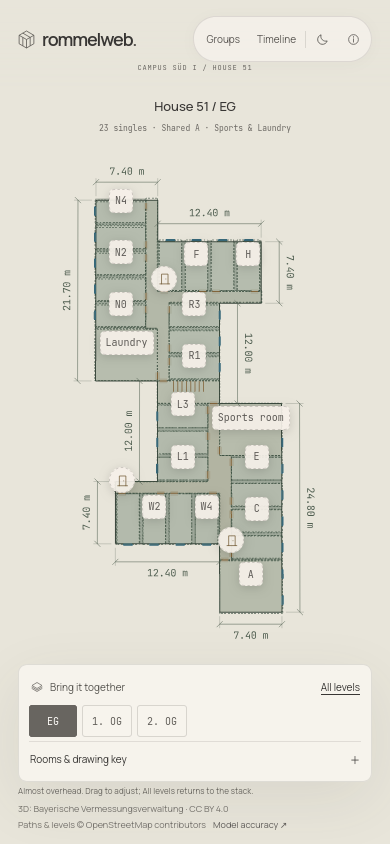 rommelweb.
Groups Timeline
CAMPUS SÜD I / HOUSE 51
House 51 / EG
23 singles · Shared A · Sports & Laundry
7.40 m
N4
12.40 m
N2
F
H
7.40 m
21.70 m
N0
R3
Laundry
R1
12.00 m
L3
Sports room
12.00 m
L1
E
W2
W4
C
24.80 m
7.40 m
12.40 m
A
7.40 m
Bring it together All levels
EG 1. OG 2. OG
Rooms & drawing key +
Almost overhead. Drag to adjust; All levels returns to the stack.
3D: Bayerische Vermessungsverwaltung · CC BY 4.0
Paths & levels © OpenStreetMap contributors Model accuracy ↗